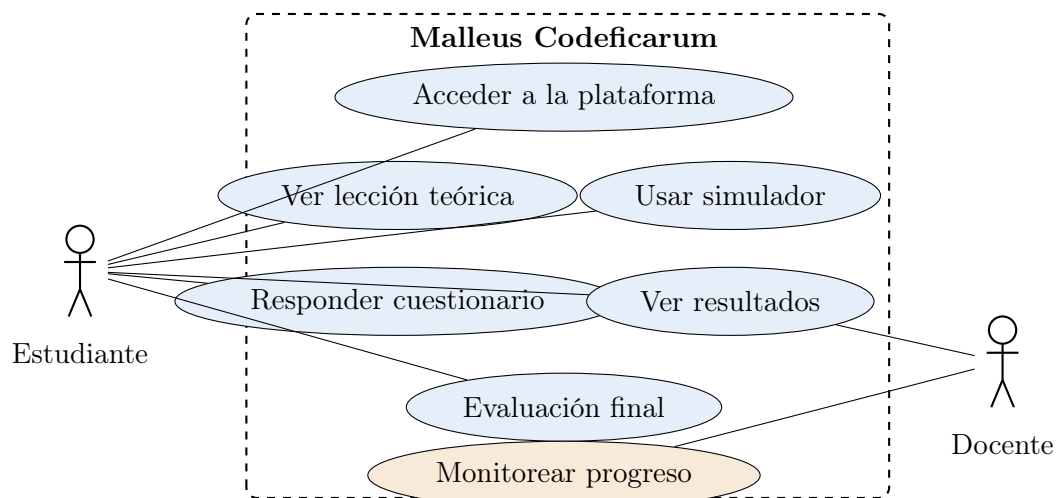 Malleus Codeficarum
Acceder a la plataforma
Ver lección teórica
Usar simulador
Responder cuestionario
Ver resultados
Estudiante
Evaluación final
Docente
Monitorear progreso